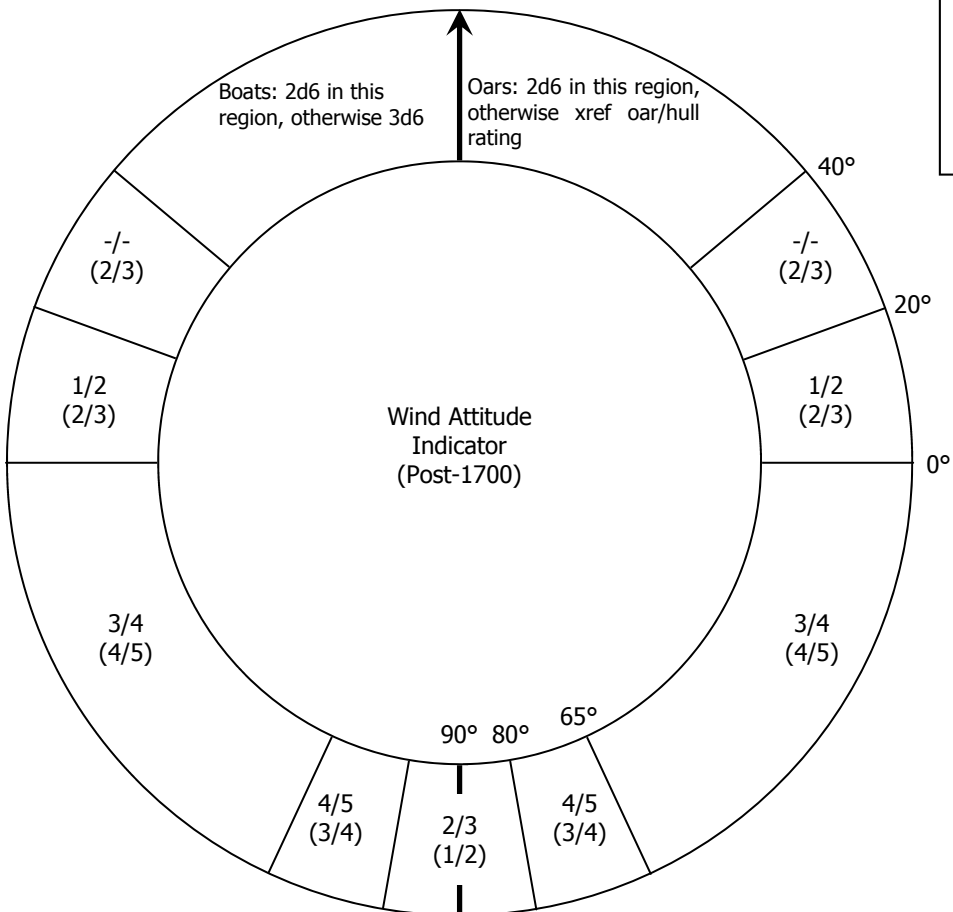 Boats: 2d6 in this
region, otherwise 3d6
Oars: 2d6 in this region,
otherwise xref oar/hull
rating
40°
-/-
(2/3)
-/-
(2/3)
20°
1/2
(2/3)
1/2
(2/3)
Wind Attitude
Indicator
(Post-1700)
0°
3/4
(4/5)
3/4
(4/5)
90° 80° 65°
4/5
(3/4)
2/3
(1/2)
4/5
(3/4)